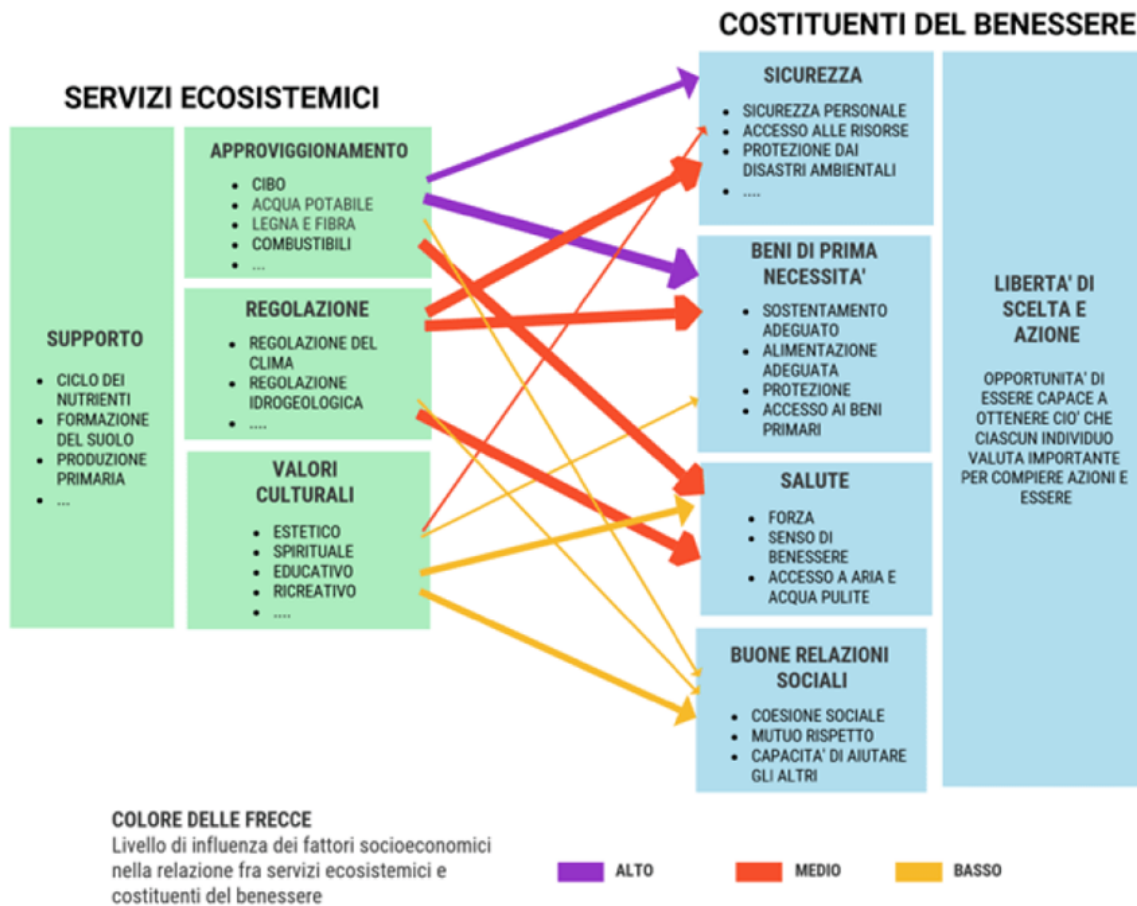 COSTITUENTI DEL BENESSERE
SERVIZI ECOSISTEMICI
SUPPORTO
• CICLO DEI
NUTRIENTI
• FORMAZIONE
DEL SUOLO
• PRODUZIONE
PRIMARIA
• ...
APPROVIGGIONAMENTO
• CIBO
• ACQUA POTABILE
• LEGNA E FIBRA
• COMBUSTIBILI
• ...
REGOLAZIONE
• REGOLAZIONE DEL
CLIMA
• REGOLAZIONE
IDROGEOLOGICA
• ....
VALORI
CULTURALI
• ESTETICO
• SPIRITUALE
• EDUCATIVO
• RICREATIVO
• ....
SICUREZZA
• SICUREZZA PERSONALE
• ACCESSO ALLE RISORSE
• PROTEZIONE DAI
DISASTRI AMBIENTALI
• ....
BENI DI PRIMA
NECESSITA'
• SOSTENTAMENTO
ADEGUATO
• ALIMENTAZIONE
ADEGUATA
• PROTEZIONE
• ACCESSO AI BENI
PRIMARI
SALUTE
• FORZA
• SENSO DI
BENESSERE
• ACCESSO A ARIA E
ACQUA PULITE
BUONE RELAZIONI
SOCIALI
• COESIONE SOCIALE
• MUTUO RISPETTO
• CAPACITA' DI AIUTARE
GLI ALTRI
LIBERTA' DI
SCELTA E
AZIONE
OPPORTUNITA' DI
ESSERE CAPACE A
OTTENERE CIO' CHE
CIASCUN INDIVIDUO
VALUTA IMPORTANTE
PER COMPIERE AZIONI E
ESSERE
COLORE DELLE FRECCE
Livello di influenza dei fattori socioeconomici
nella relazione fra servizi ecosistemici e
costituenti del benessere
ALTO
MEDIO
BASSO